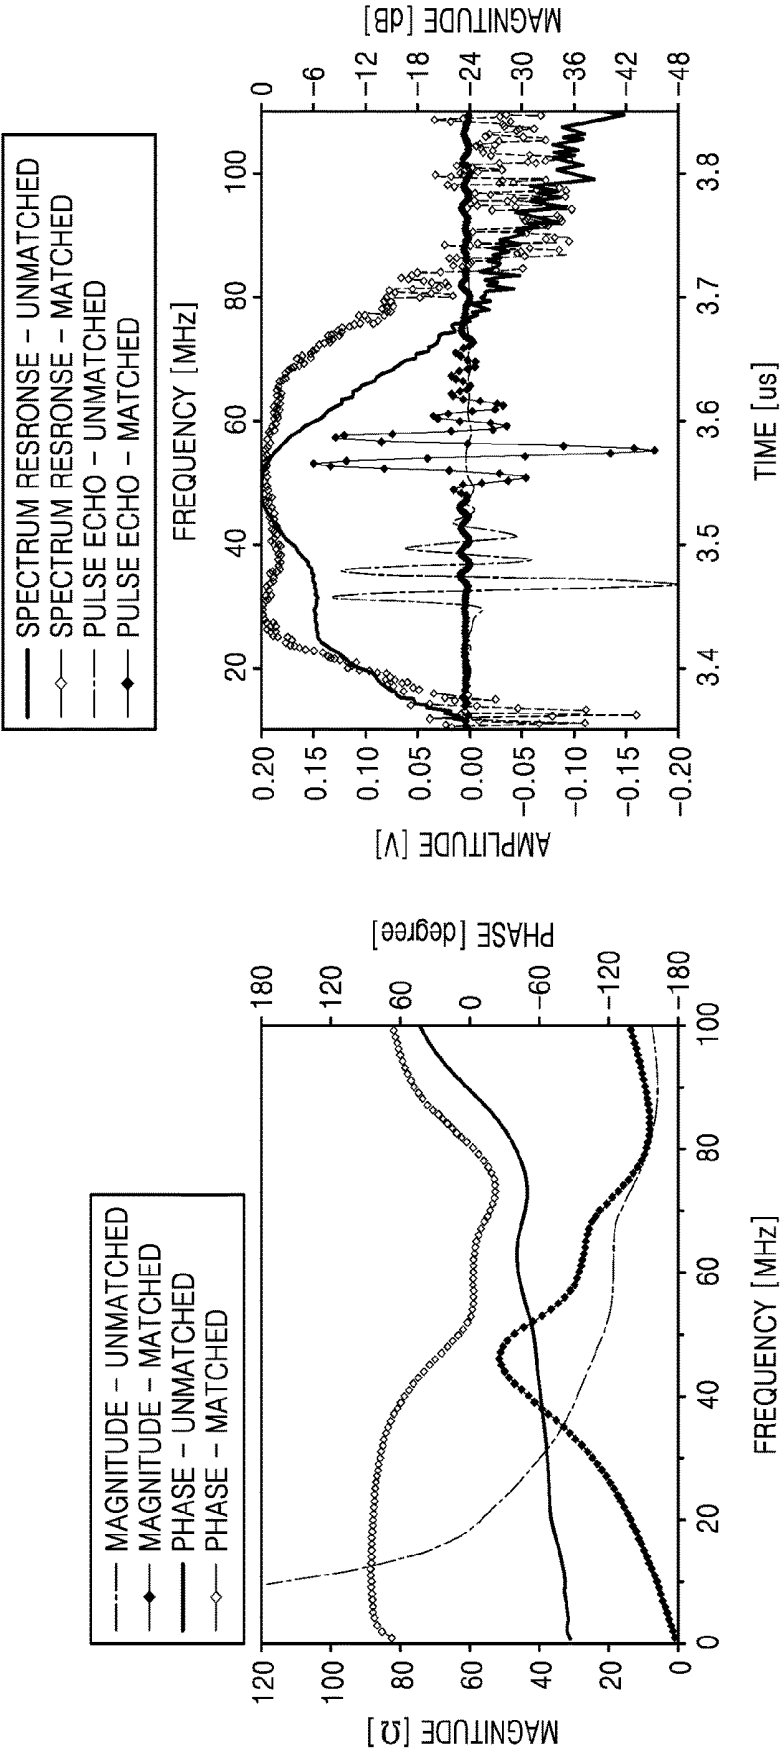 MAGNITUDE – UNMATCHED
MAGNITUDE – MATCHED
PHASE – UNMATCHED
PHASE – MATCHED
MAGNITUDE [Ω]
120
100
80
60
40
20
0
PHASE [degree]
180
120
60
0
−60
−120
−180
0 20 40 60 80 100
FREQUENCY [MHz]
SPECTRUM RESRONSE – UNMATCHED
SPECTRUM RESRONSE – MATCHED
PULSE ECHO – UNMATCHED
PULSE ECHO – MATCHED
FREQUENCY [MHz]
20 40 60 80 100
AMPLITUDE [V]
0.20
0.15
0.10
0.05
0.00
−0.05
−0.10
−0.15
−0.20
MAGNITUDE [dB]
0
−6
−12
−18
−24
−30
−36
−42
−48
3.4 3.5 3.6 3.7 3.8
TIME [us]